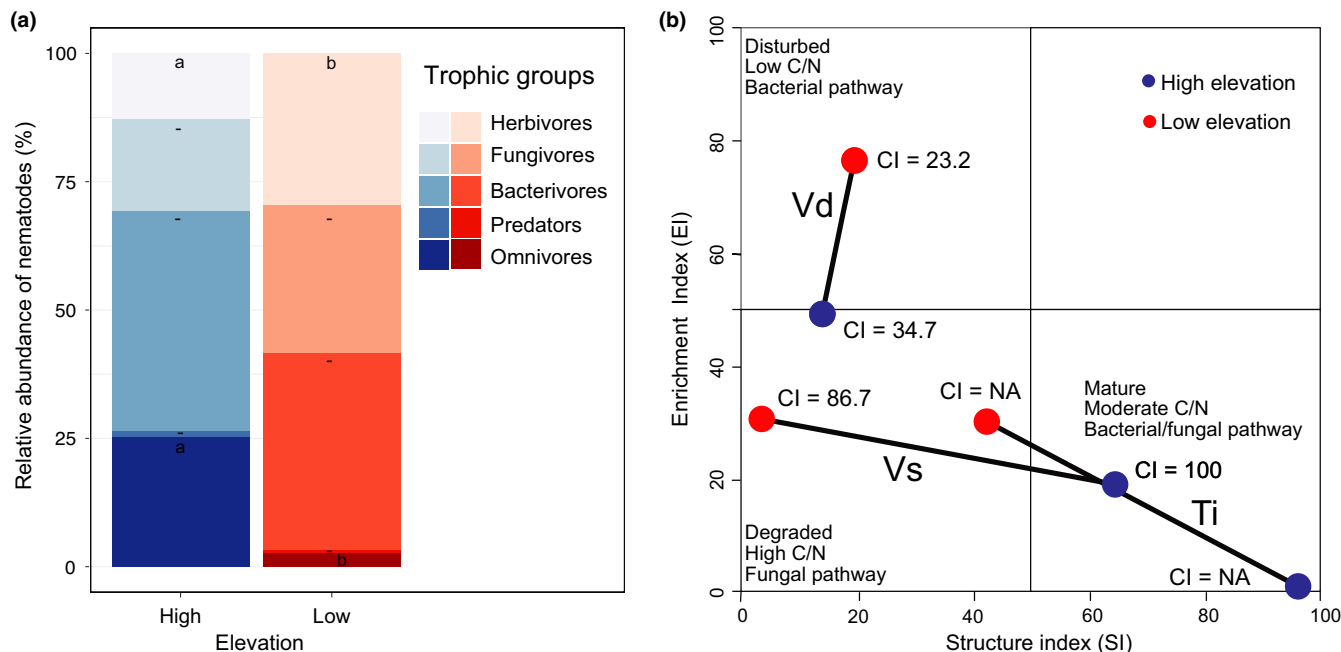 (a)
100
75
50
25
0
Relative abundance of nematodes (%)
a
b
-
-
-
-
-
-
a
b
High
Low
Elevation
Trophic groups
Herbivores
Fungivores
Bacterivores
Predators
Omnivores
(b)
100
80
60
40
20
0
Enrichment Index (EI)
Disturbed
Low C/N
Bacterial pathway
High elevation
Low elevation
CI = 23.2
Vd
CI = 34.7
CI = 86.7
CI = NA
Mature
Moderate C/N
Bacterial/fungal pathway
Vs
CI = 100
Ti
Degraded
High C/N
Fungal pathway
CI = NA
0
20
40
60
80
100
Structure index (SI)